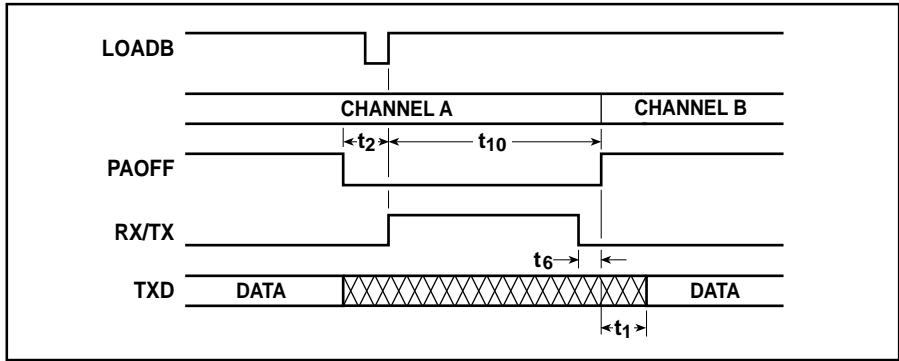 LOADB
CHANNEL A CHANNEL B
t2 t10
PAOFF
RX/TX
t6
TXD DATA DATA
t1